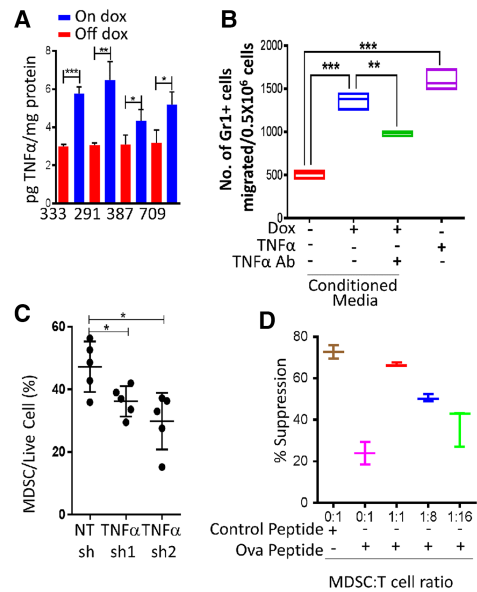 A
On dox
Off dox
pg TNFα/mg protein
8
6
4
2
0
***
**
*
*
333 291 387 709
B
No. of Gr1+ cells
migrated/0.5X10⁶ cells
2000
1500
1000
500
0
***
***
**
Dox - + + -
TNFα - - - +
TNFα Ab - - + -
Conditioned
Media
C
MDSC/Live Cell (%)
60
40
20
0
*
*
NT TNFα TNFα
sh sh1 sh2
D
% Suppression
80
60
40
20
0
0:1 0:1 1:1 1:8 1:16
Control Peptide + - - - -
Ova Peptide - + + + +
MDSC:T cell ratio